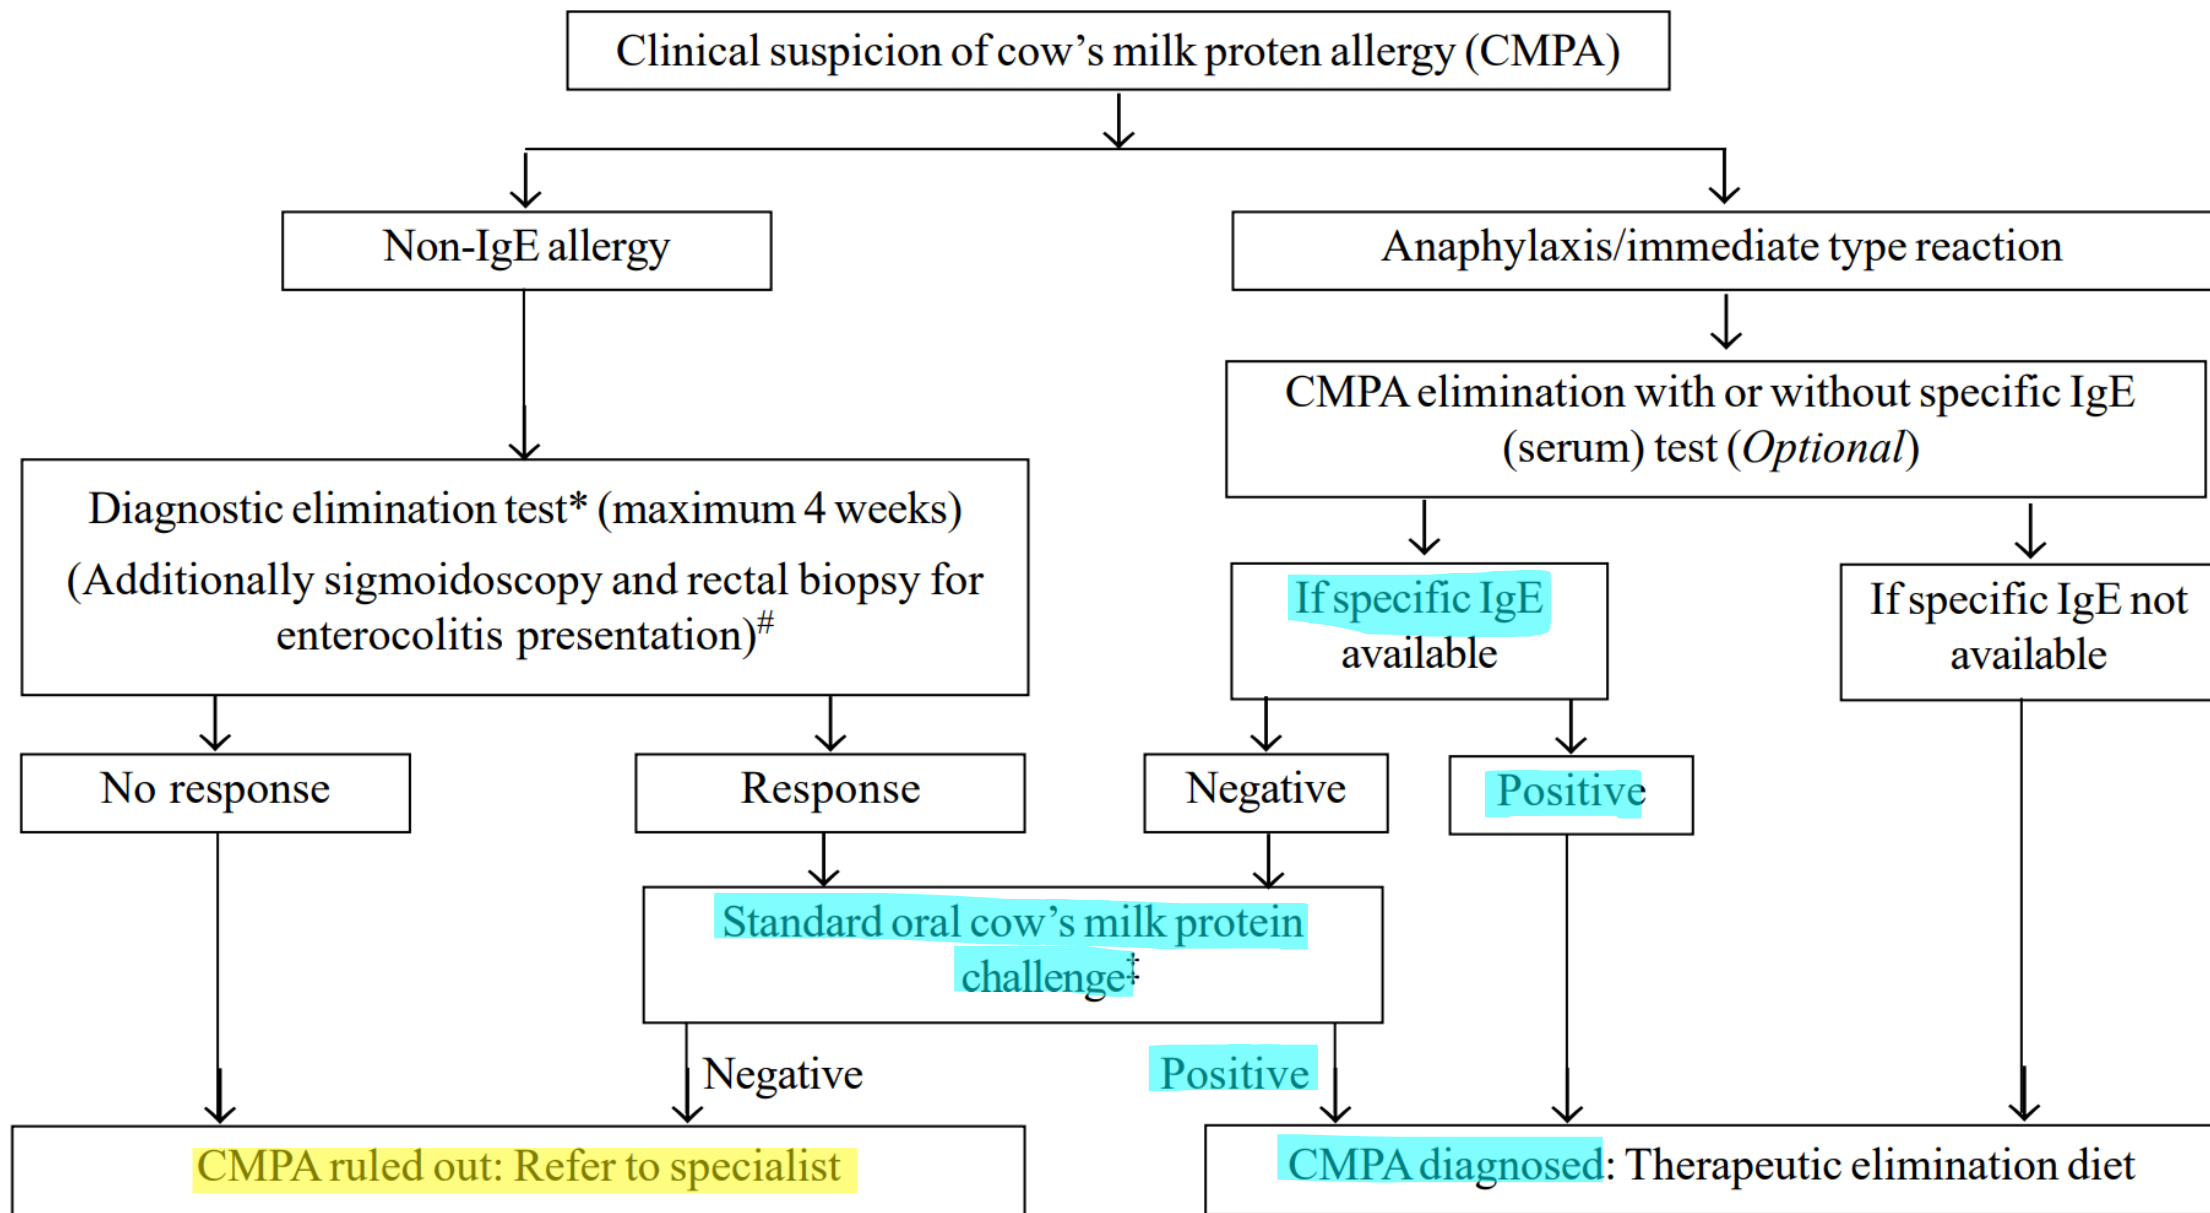 Clinical suspicion of cow’s milk proten allergy (CMPA)
Non-IgE allergy
Anaphylaxis/immediate type reaction
CMPA elimination with or without specific IgE
(serum) test (Optional)
Diagnostic elimination test* (maximum 4 weeks)
(Additionally sigmoidoscopy and rectal biopsy for
enterocolitis presentation)#
If specific IgE
available
If specific IgE not
available
No response
Response
Negative
Positive
Standard oral cow’s milk protein
challenge‡
Negative
Positive
CMPA ruled out: Refer to specialist
CMPA diagnosed: Therapeutic elimination diet